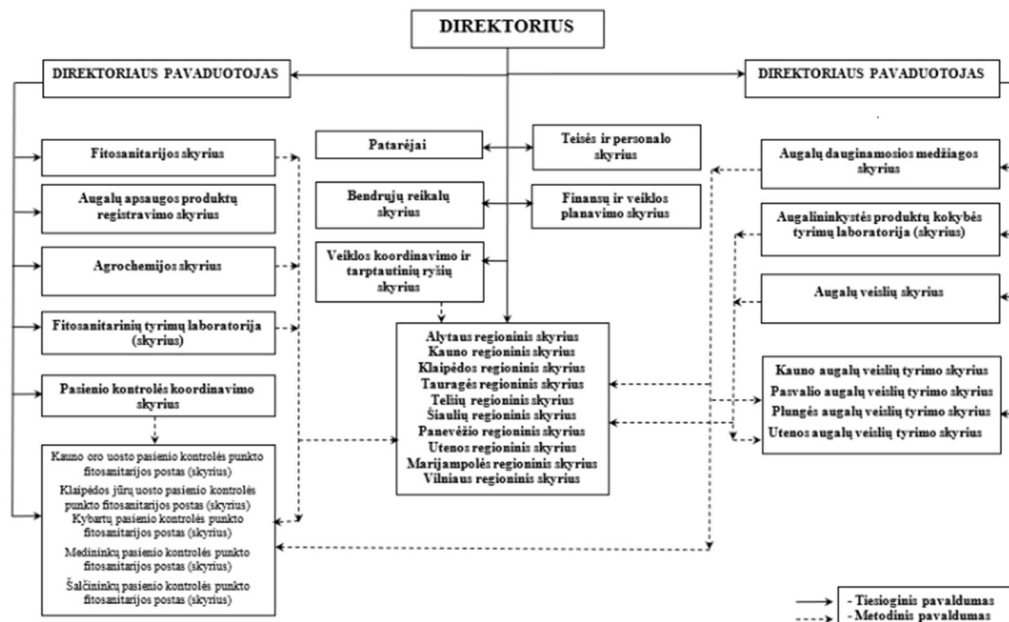 DIREKTORIUS
DIREKTORIAUS PAVADUOTOJAS
DIREKTORIAUS PAVADUOTOJAS
Fitosanitarijos skyrius
Augalų apsaugos produktų
registravimo skyrius
Agrochemijos skyrius
Fitosanitarinių tyrimų laboratorija
(skyrius)
Pasienio kontrolės koordinavimo
skyrius
Kauno oro uosto pasienio kontrolės punkto
fitosanitarijos postas (skyrius)
Klaipėdos jūrų uosto pasienio kontrolės
punkto fitosanitarijos postas (skyrius)
Kybartų pasienio kontrolės punkto
fitosanitarijos postas (skyrius)
Medininkų pasienio kontrolės punkto
fitosanitarijos postas (skyrius)
Šalčininkų pasienio kontrolės punkto
fitosanitarijos postas (skyrius)
Patarėjai
Teisės ir personalo
skyrius
Bendrųjų reikalų
skyrius
Finansų ir veiklos
planavimo skyrius
Veiklos koordinavimo ir
tarptautinių ryšių
skyrius
Alytaus regioninis skyrius
Kauno regioninis skyrius
Klaipėdos regioninis skyrius
Tauragės regioninis skyrius
Telšių regioninis skyrius
Šiaulių regioninis skyrius
Panevėžio regioninis skyrius
Utenos regioninis skyrius
Marijampolės regioninis skyrius
Vilniaus regioninis skyrius
Augalų dauginamosios medžiagos
skyrius
Augalininkystės produktų kokybės
tyrimų laboratorija (skyrius)
Augalų veislių skyrius
Kauno augalų veislių tyrimo skyrius
Pasvalio augalų veislių tyrimo skyrius
Plungės augalų veislių tyrimo skyrius
Utenos augalų veislių tyrimo skyrius
- Tiesioginis pavaldumas
- Metodinis pavaldumas